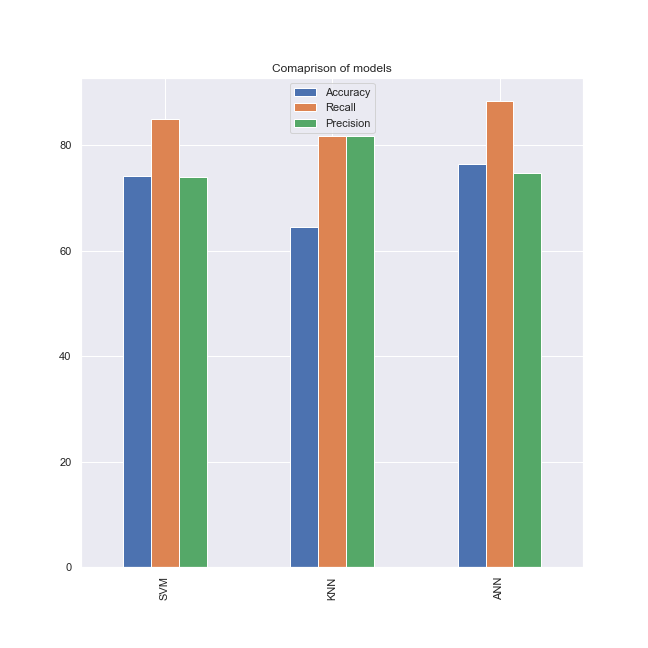 Comaprison of models
Accuracy
Recall
Precision
80
60
40
20
0
SVM
KNN
ANN